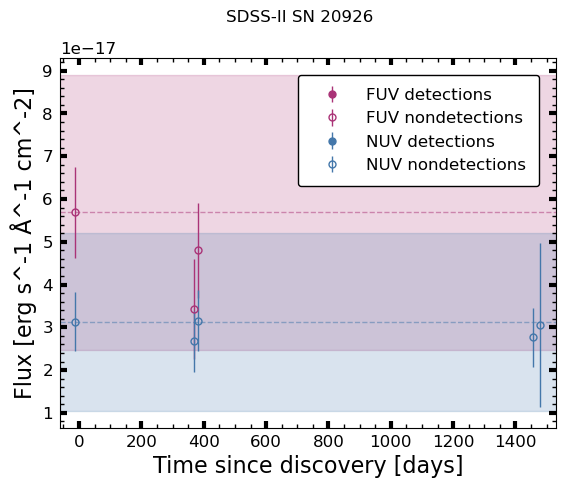 SDSS-II SN 20926
1e−17
Flux [erg s^-1 Å^-1 cm^-2]
9
8
7
6
5
4
3
2
1
FUV detections
FUV nondetections
NUV detections
NUV nondetections
0 200 400 600 800 1000 1200 1400
Time since discovery [days]